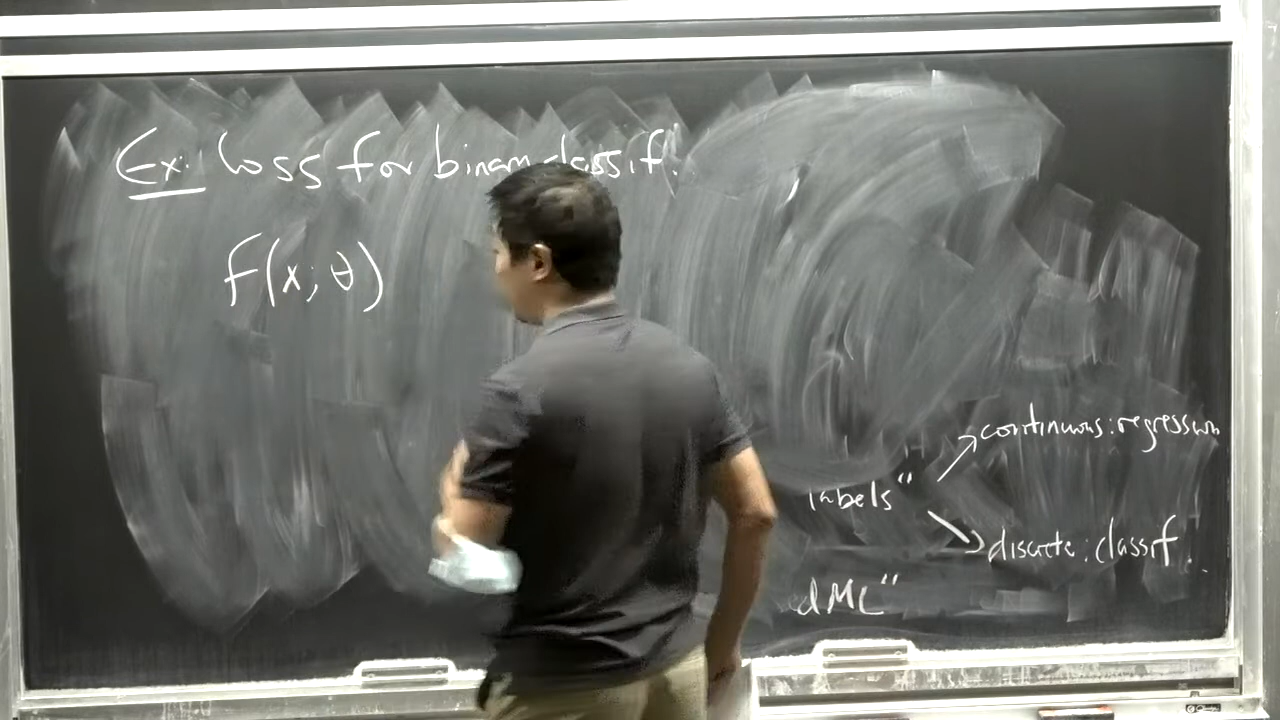 Ex: Loss for binary classif.
f(x; θ)
continuous: regression
labels"
discrete: classif.
d ML"